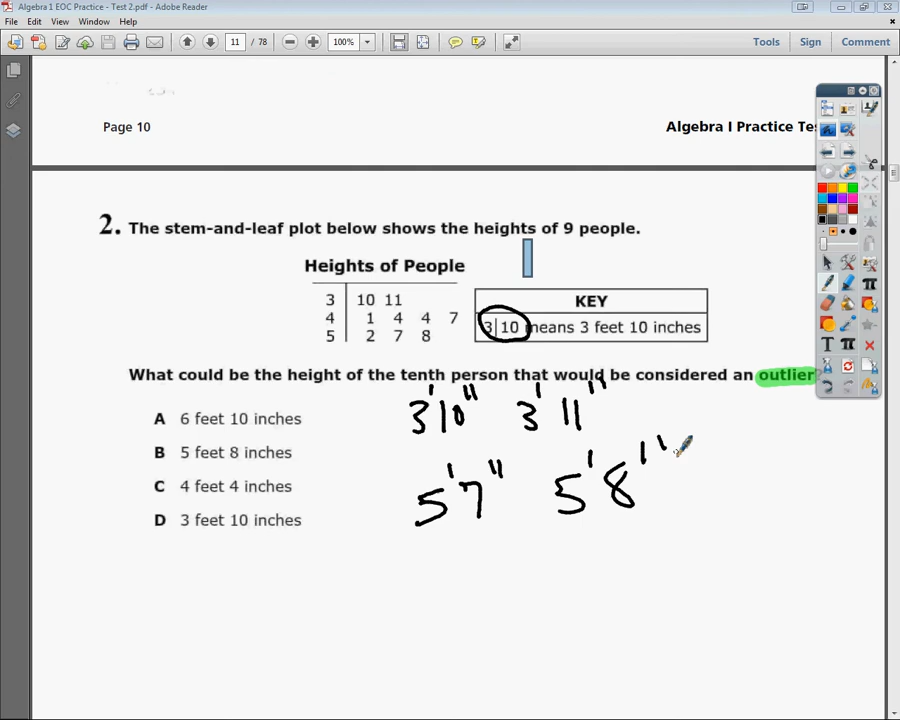 Algebra 1 EOC Practice - Test 2.pdf - Adobe Reader
File Edit View Window Help
11 / 78 100% Tools Sign Comment
Page 10
Algebra I Practice Te
2. The stem-and-leaf plot below shows the heights of 9 people.
Heights of People
3 | 10 11
4 | 1 4 4 7
5 | 2 7 8
KEY
3|10 means 3 feet 10 inches
What could be the height of the tenth person that would be considered an outlier?
A 6 feet 10 inches
B 5 feet 8 inches
C 4 feet 4 inches
D 3 feet 10 inches
3'10" 3'11"
5'7" 5'8"